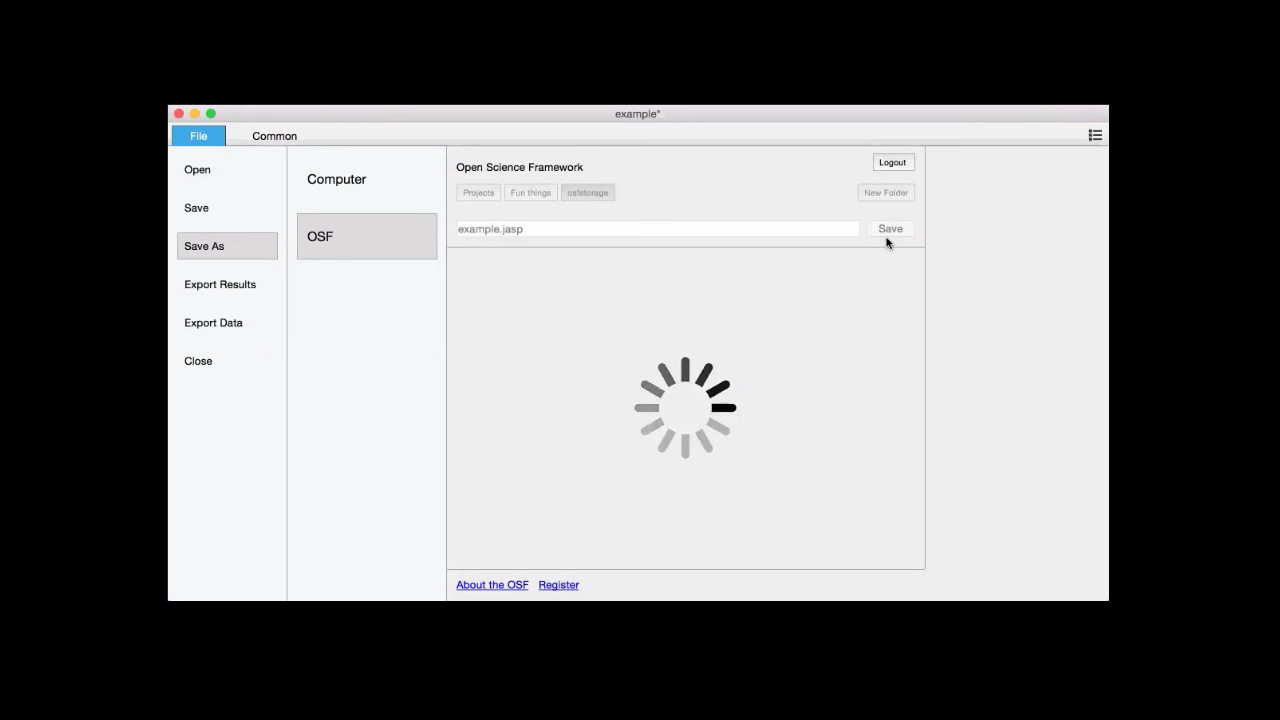 example*
File
Common
Open
Save
Save As
Export Results
Export Data
Close
Computer
OSF
Open Science Framework
Logout
Projects
Fun things
osfstorage
New Folder
example.jasp
Save
About the OSF
Register